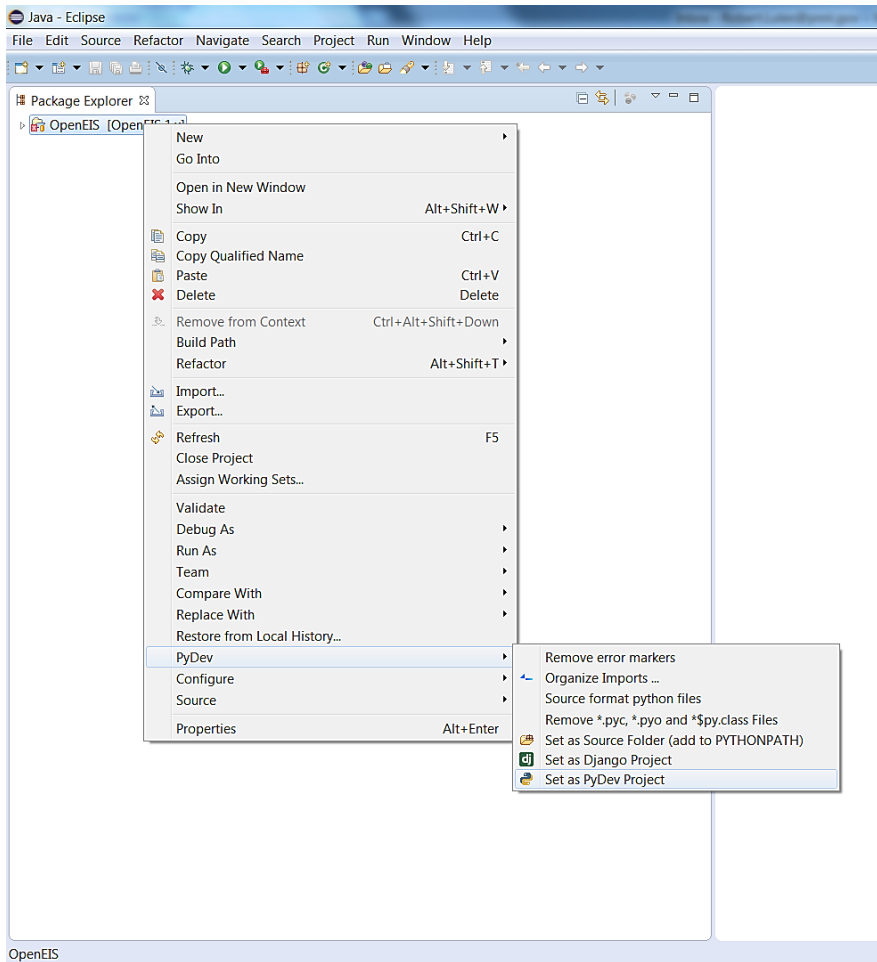 Java - Eclipse
File Edit Source Refactor Navigate Search Project Run Window Help
Package Explorer
OpenEIS [OpenEIS
New
Go Into
Open in New Window
Show In Alt+Shift+W
Copy Ctrl+C
Copy Qualified Name
Paste Ctrl+V
Delete Delete
Remove from Context Ctrl+Alt+Shift+Down
Build Path
Refactor Alt+Shift+T
Import...
Export...
Refresh F5
Close Project
Assign Working Sets...
Validate
Debug As
Run As
Team
Compare With
Replace With
Restore from Local History...
PyDev
Configure
Source
Properties Alt+Enter
Remove error markers
Organize Imports ...
Source format python files
Remove *.pyc, *.pyo and *$py.class Files
Set as Source Folder (add to PYTHONPATH)
dj Set as Django Project
Set as PyDev Project
OpenEIS